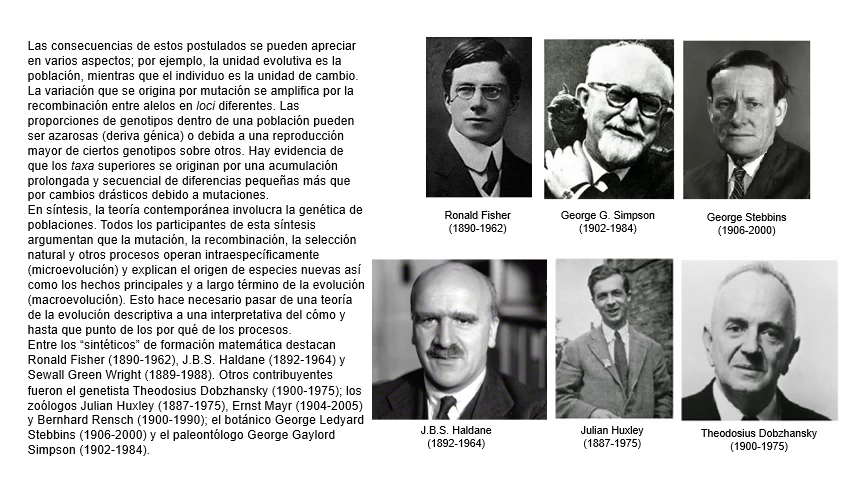 Las consecuencias de estos postulados se pueden apreciar
en varios aspectos; por ejemplo, la unidad evolutiva es la
población, mientras que el individuo es la unidad de cambio.
La variación que se origina por mutación se amplifica por la
recombinación entre alelos en loci diferentes. Las
proporciones de genotipos dentro de una población pueden
ser azarosas (deriva génica) o debida a una reproducción
mayor de ciertos genotipos sobre otros. Hay evidencia de
que los taxa superiores se originan por una acumulación
prolongada y secuencial de diferencias pequeñas más que
por cambios drásticos debido a mutaciones.
En síntesis, la teoría contemporánea involucra la genética de
poblaciones. Todos los participantes de esta síntesis
argumentan que la mutación, la recombinación, la selección
natural y otros procesos operan intraespecíficamente
(microevolución) y explican el origen de especies nuevas así
como los hechos principales y a largo término de la evolución
(macroevolución). Esto hace necesario pasar de una teoría
de la evolución descriptiva a una interpretativa del cómo y
hasta que punto de los por qué de los procesos.
Entre los “sintéticos” de formación matemática destacan
Ronald Fisher (1890-1962), J.B.S. Haldane (1892-1964) y
Sewall Green Wright (1889-1988). Otros contribuyentes
fueron el genetista Theodosius Dobzhansky (1900-1975); los
zoólogos Julian Huxley (1887-1975), Ernst Mayr (1904-2005)
y Bernhard Rensch (1900-1990); el botánico George Ledyard
Stebbins (1906-2000) y el paleontólogo George Gaylord
Simpson (1902-1984).
Ronald Fisher
(1890-1962)
George G. Simpson
(1902-1984)
George Stebbins
(1906-2000)
J.B.S. Haldane
(1892-1964)
Julian Huxley
(1887-1975)
Theodosius Dobzhansky
(1900-1975)